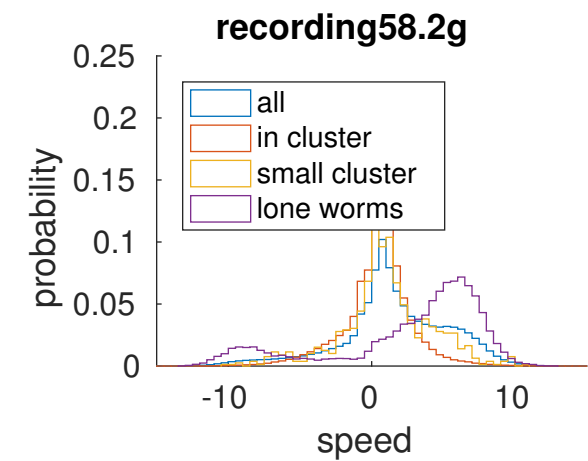 recording58.2g
0.25
0.2
0.15
0.1
0.05
0
probability
all
in cluster
small cluster
lone worms
-10
0
10
speed